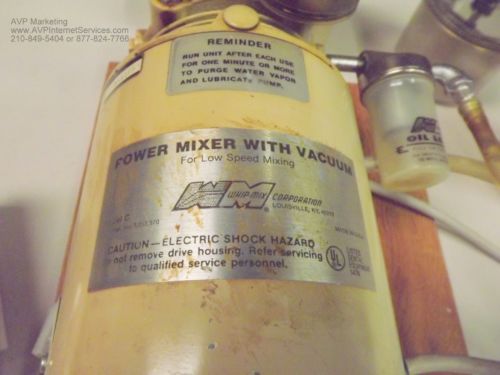 AVP Marketing
www.AVPInternetServices.com
210-849-5404 or 877-824-7766
REMINDER
RUN UNIT AFTER EACH USE
FOR ONE MINUTE OR MORE
TO PURGE WATER VAPOR
AND LUBRICATE PUMP.
OIL
POWER MIXER WITH VACUUM
For Low Speed Mixing
WM WHIP-MIX CORPORATION
LOUISVILLE, KY.
CAUTION—ELECTRIC SHOCK HAZARD
not remove drive housing. Refer servicing
to qualified service personnel.
UL
LISTED